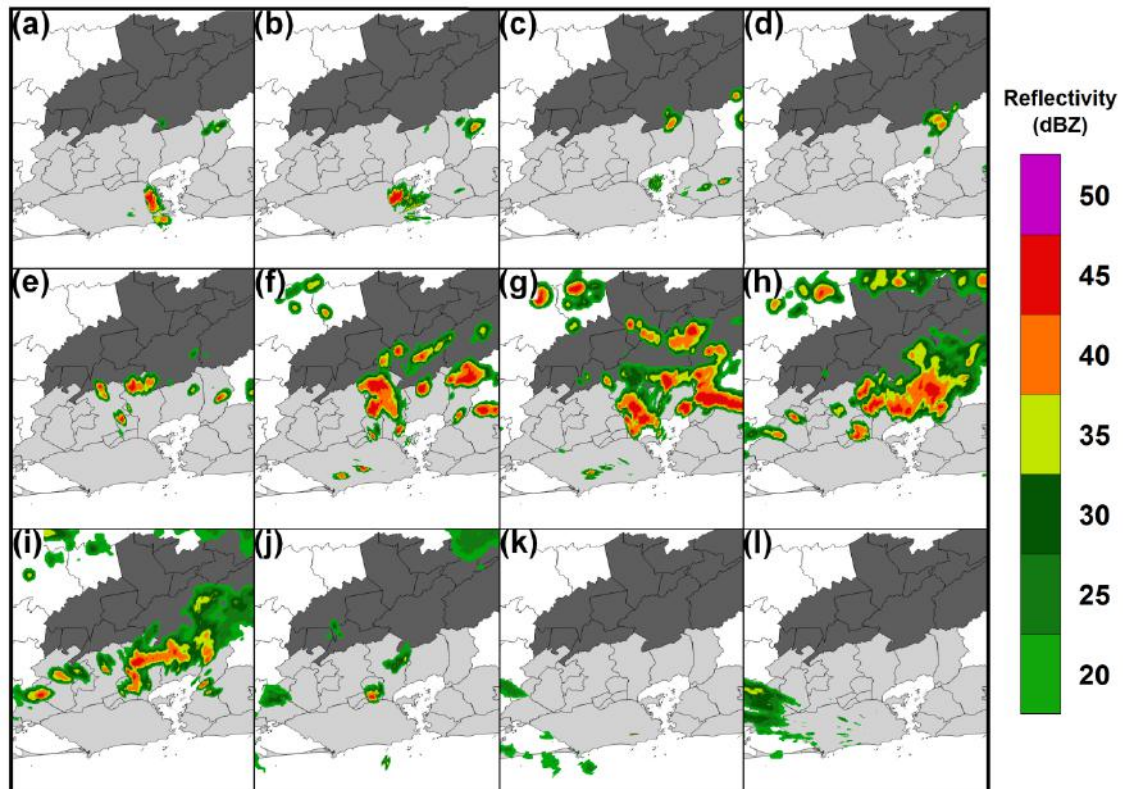 (a)
(b)
(c)
(d)
Reflectivity
(dBZ)
50
45
40
35
30
25
20
(e)
(f)
(g)
(h)
(i)
(j)
(k)
(l)